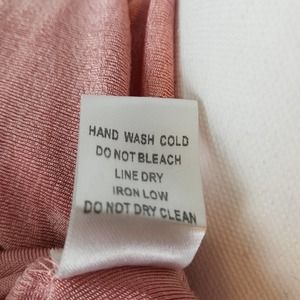 HAND WASH COLD
DO NOT BLEACH
LINE DRY
IRON LOW
DO NOT DRY CLEAN